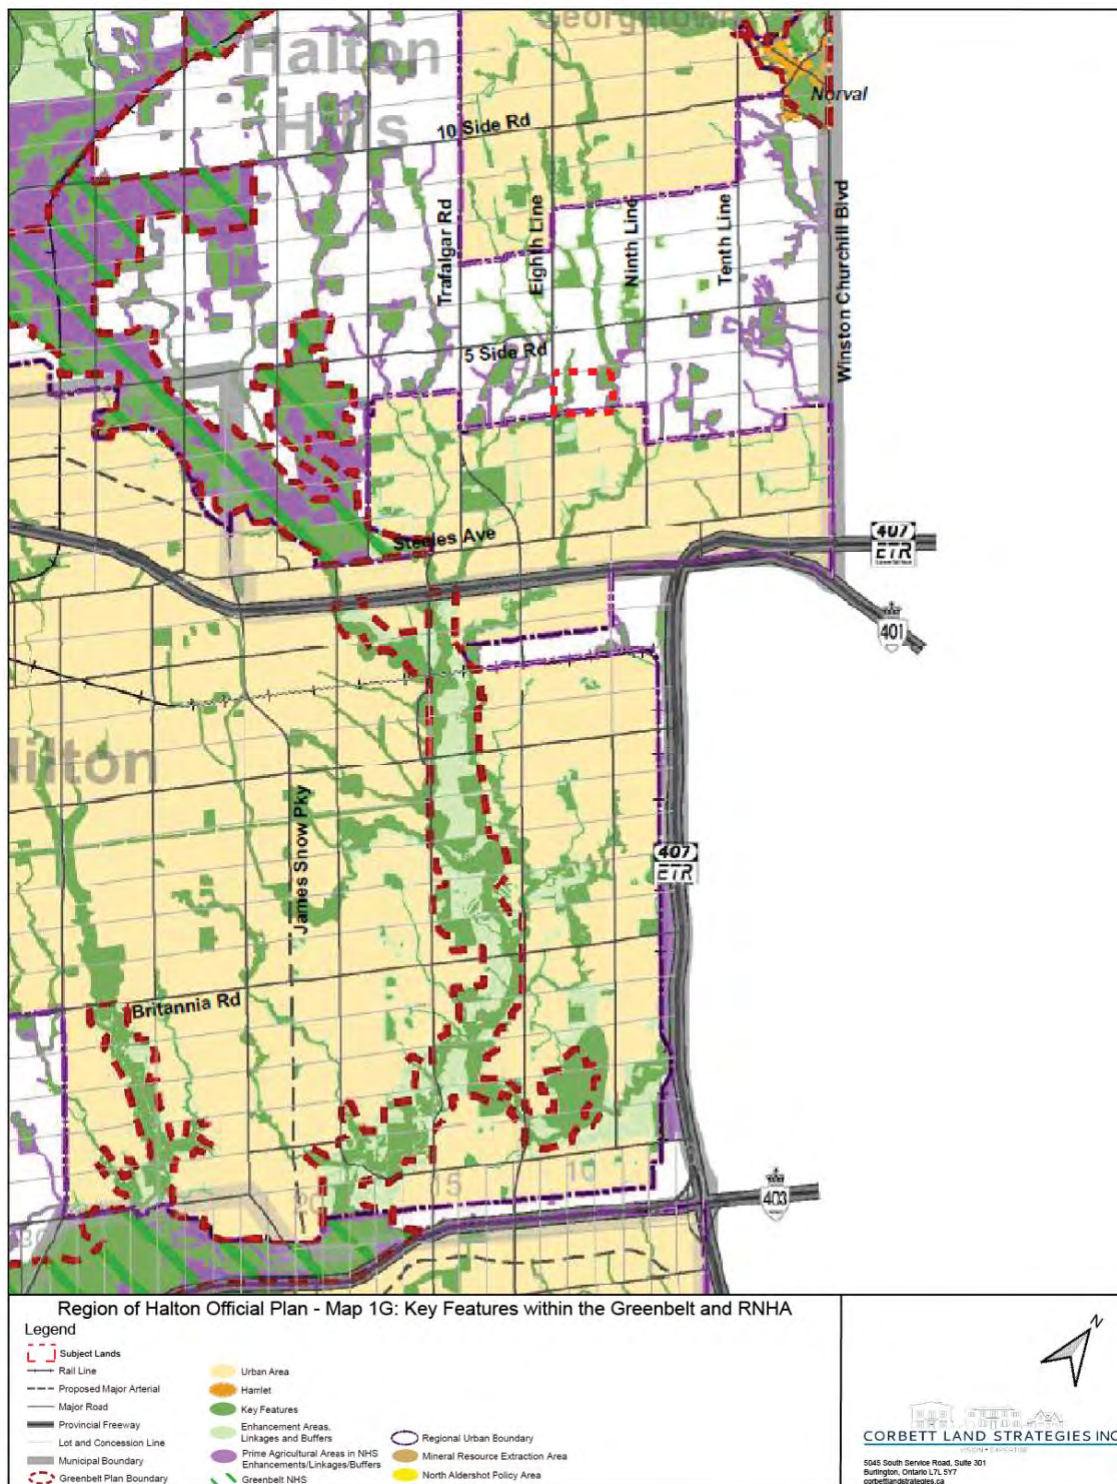 Georgetown
Halton
Hills
Norval
10 Side Rd
Trafalgar Rd
Eighth Line
Ninth Line
Tenth Line
Winston Churchill Blvd
5 Side Rd
Steeles Ave
407
ETR
401
James Snow Pky
407
ETR
Britannia Rd
20
15
10
403
Region of Halton Official Plan - Map 1G: Key Features within the Greenbelt and RNHA
Legend
Subject Lands
Rail Line
Proposed Major Arterial
Major Road
Provincial Freeway
Lot and Concession Line
Municipal Boundary
Greenbelt Plan Boundary
Urban Area
Hamlet
Key Features
Enhancement Areas,
Linkages and Buffers
Prime Agricultural Areas in NHS
Enhancements/Linkages/Buffers
Greenbelt NHS
Regional Urban Boundary
Mineral Resource Extraction Area
North Aldershot Policy Area
N
CORBETT LAND STRATEGIES INC
VISION • EXPERTISE
5045 South Service Road, Suite 301
Burlington, Ontario L7L 5Y7
corbettlandstrategies.ca